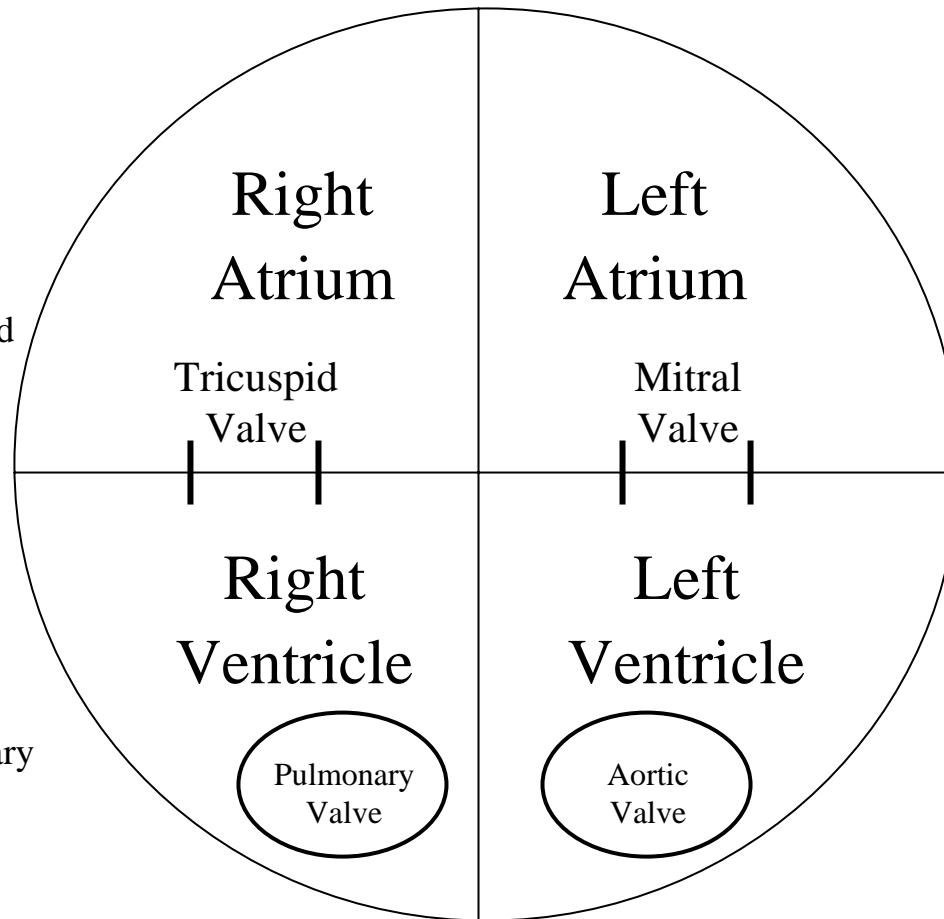 Right
Atrium
Left
Atrium
Tricuspid
Valve
Mitral
Valve
Right
Ventricle
Left
Ventricle
Pulmonary
Valve
Aortic
Valve